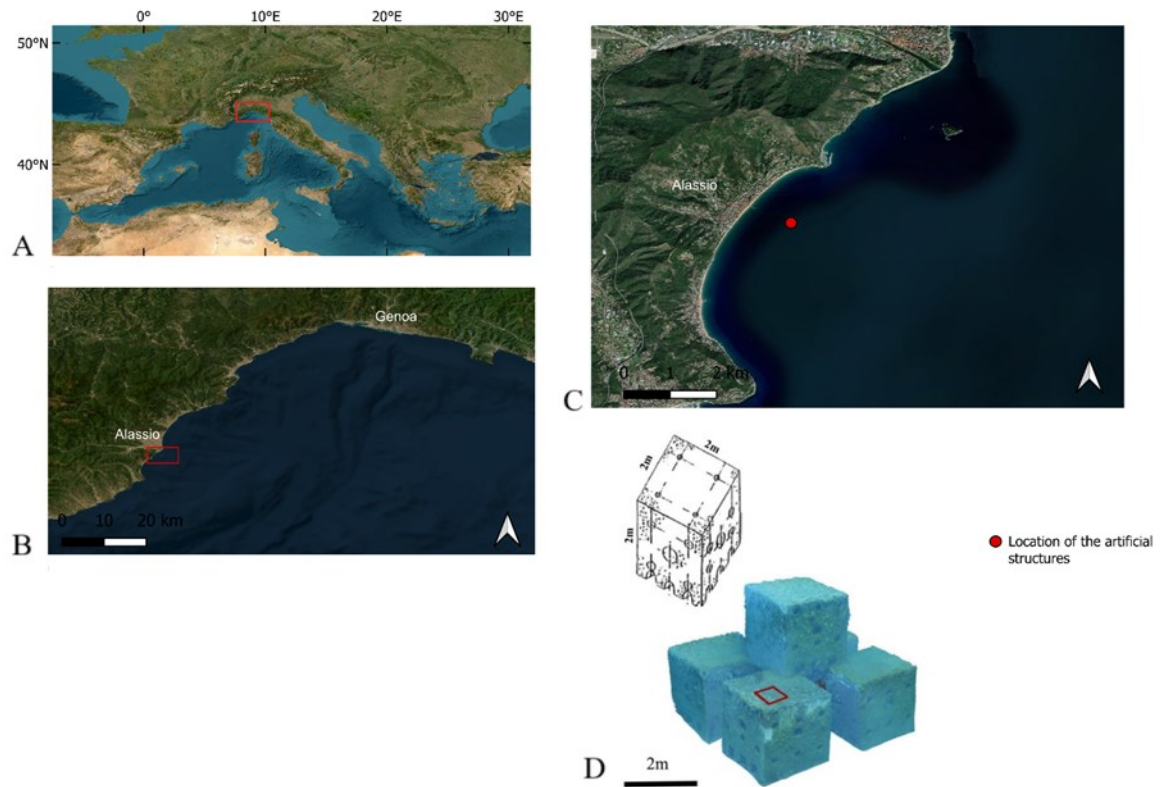 0° 10°E 20°E 30°E
50°N
40°N
A
Genoa
Alassio
0 10 20 km
B
Alassio
0 1 2 km
C
2m
2m
2m
Location of the artificial
structures
D
2m